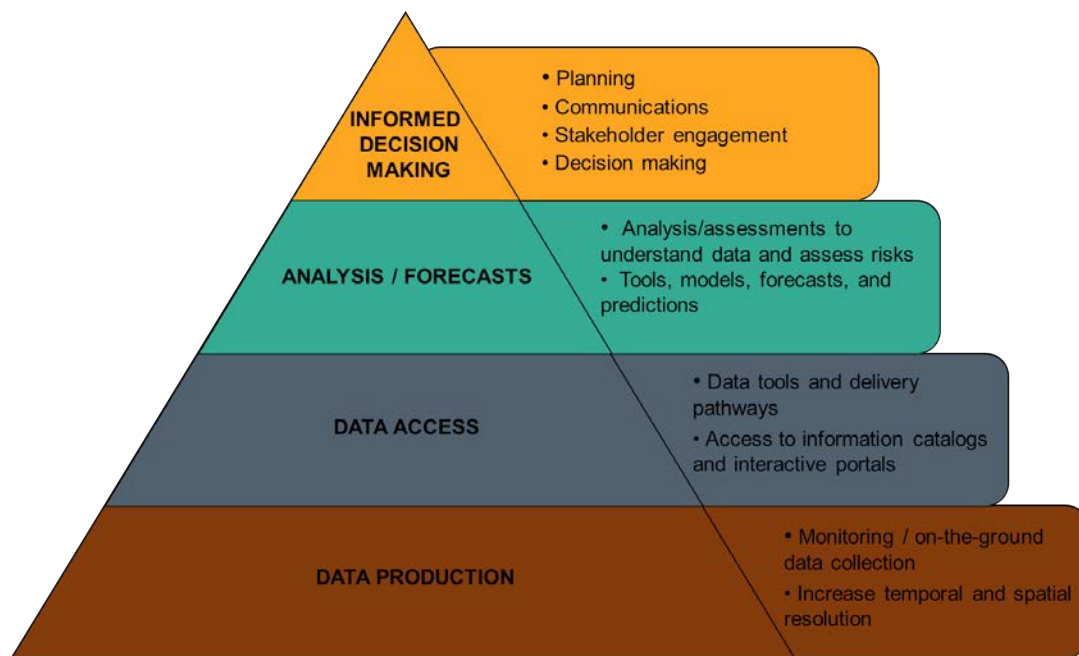 INFORMED
DECISION
MAKING
• Planning
• Communications
• Stakeholder engagement
• Decision making
ANALYSIS / FORECASTS
• Analysis/assessments to
understand data and assess risks
• Tools, models, forecasts, and
predictions
DATA ACCESS
• Data tools and delivery
pathways
• Access to information catalogs
and interactive portals
DATA PRODUCTION
• Monitoring / on-the-ground
data collection
• Increase temporal and spatial
resolution